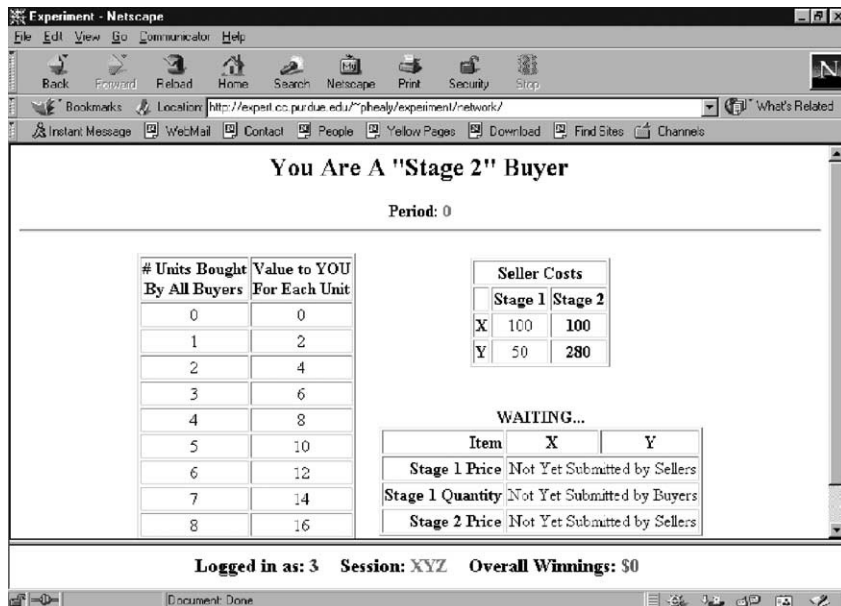 Experiment - Netscape
File Edit View Go Communicator Help
Back Forward Reload Home Search Netscape Print Security Stop
Bookmarks Location: http://expert.cc.purdue.edu/~phealy/experiment/network/ What's Related
Instant Message WebMail Contact People Yellow Pages Download Find Sites Channels
You Are A "Stage 2" Buyer
Period: 0
# Units Bought By All Buyers Value to YOU For Each Unit
0 0
1 2
2 4
3 6
4 8
5 10
6 12
7 14
8 16
Seller Costs
Stage 1 Stage 2
X 100 100
Y 50 280
WAITING...
Item X Y
Stage 1 Price Not Yet Submitted by Sellers
Stage 1 Quantity Not Yet Submitted by Buyers
Stage 2 Price Not Yet Submitted by Sellers
Logged in as: 3 Session: XYZ Overall Winnings: $0
Document: Done